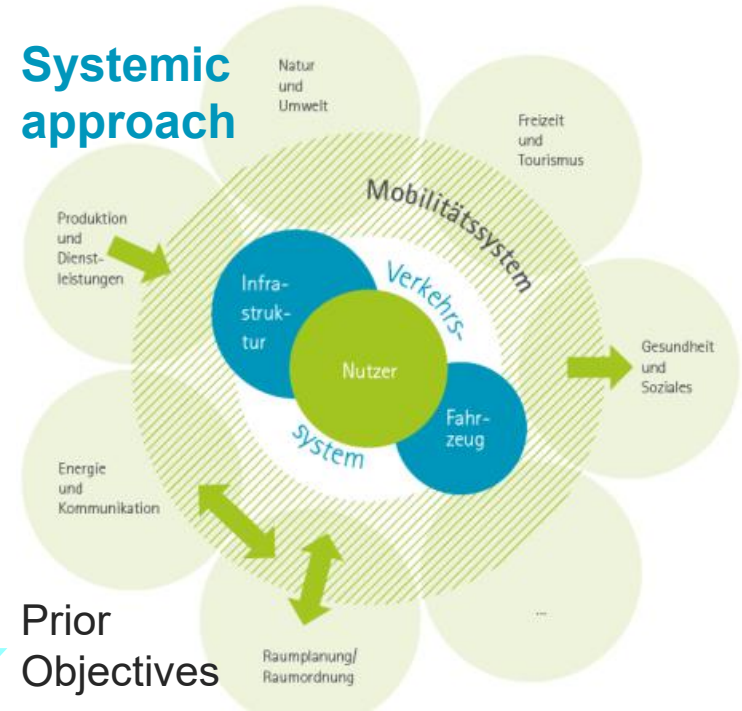 Systemic
approach
Natur
und
Umwelt
Freizeit
und
Tourismus
Mobilitätssystem
Produktion
und
Dienst-
leistungen
Infra-
struk-
tur
Verkehrs-
Nutzer
Gesundheit
und
Soziales
Fahr-
zeug
system
Energie
und
Kommunikation
...
Prior
Objectives
Raumplanung/
Raumordnung